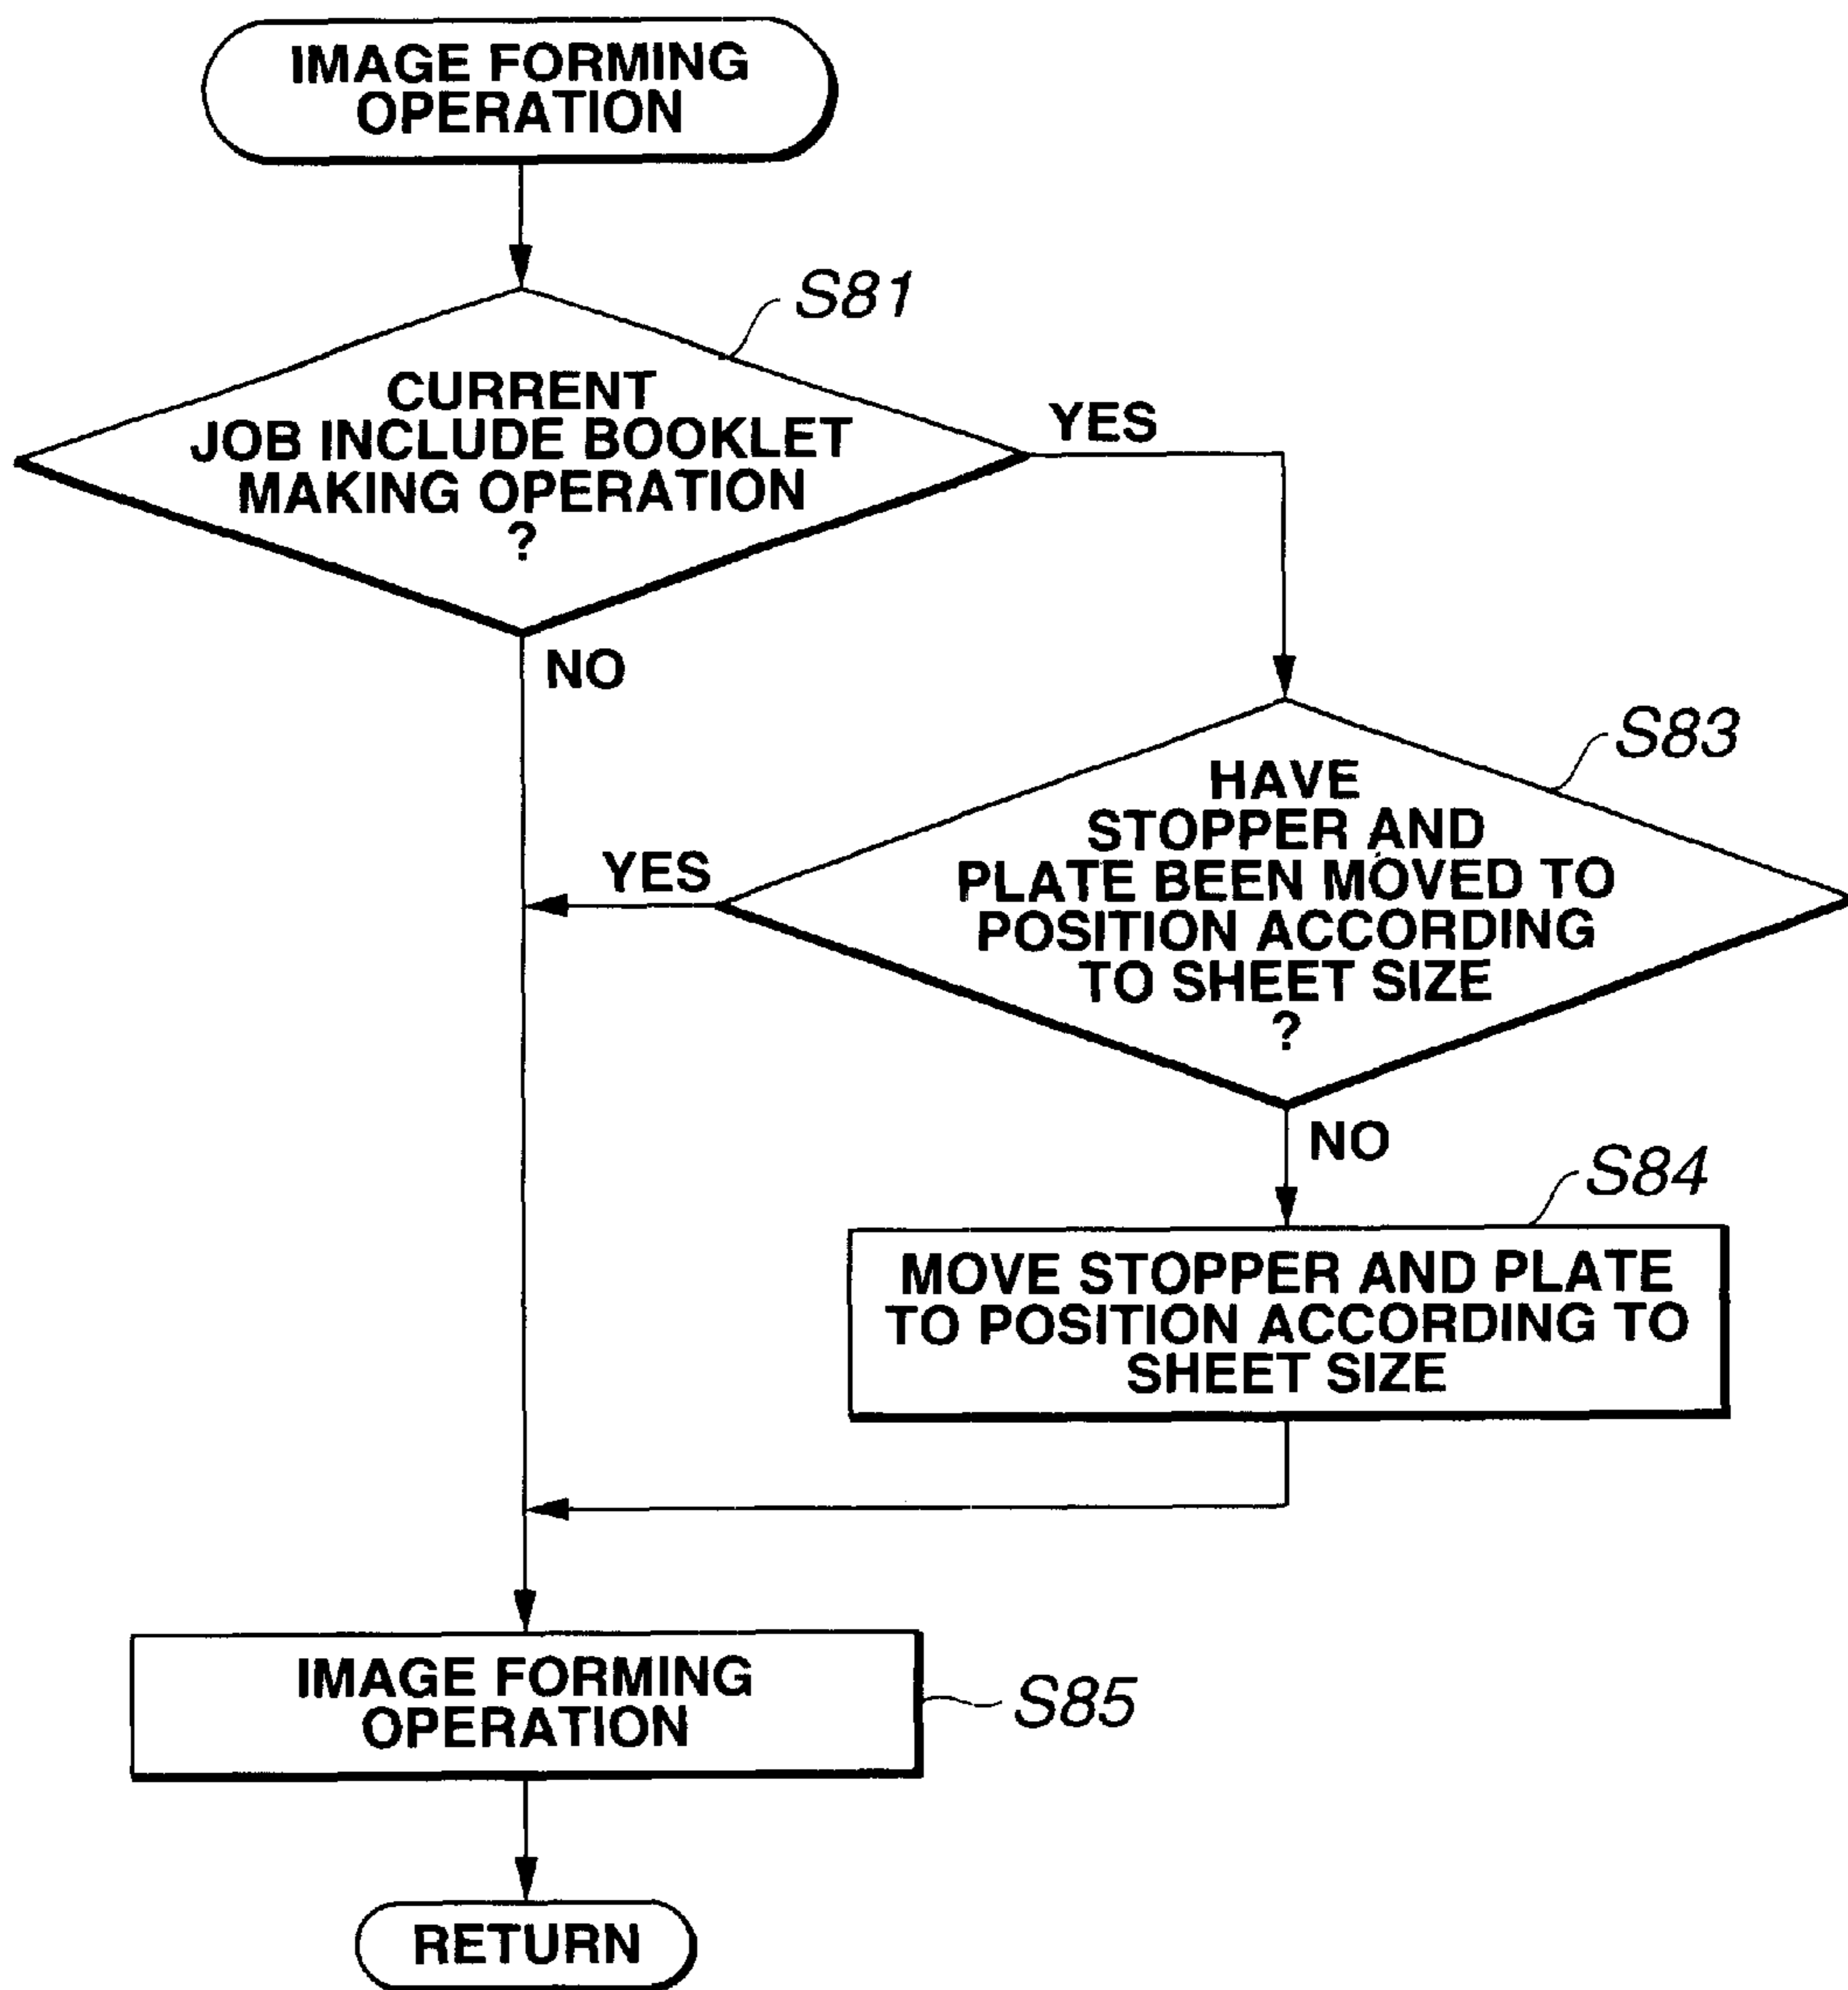 IMAGE FORMING
OPERATION
S81
CURRENT
JOB INCLUDE BOOKLET
MAKING OPERATION
?
YES
NO
S83
HAVE
STOPPER AND
PLATE BEEN MOVED TO
POSITION ACCORDING
TO SHEET SIZE
?
YES
NO
S84
MOVE STOPPER AND PLATE
TO POSITION ACCORDING TO
SHEET SIZE
IMAGE FORMING
OPERATION
S85
RETURN